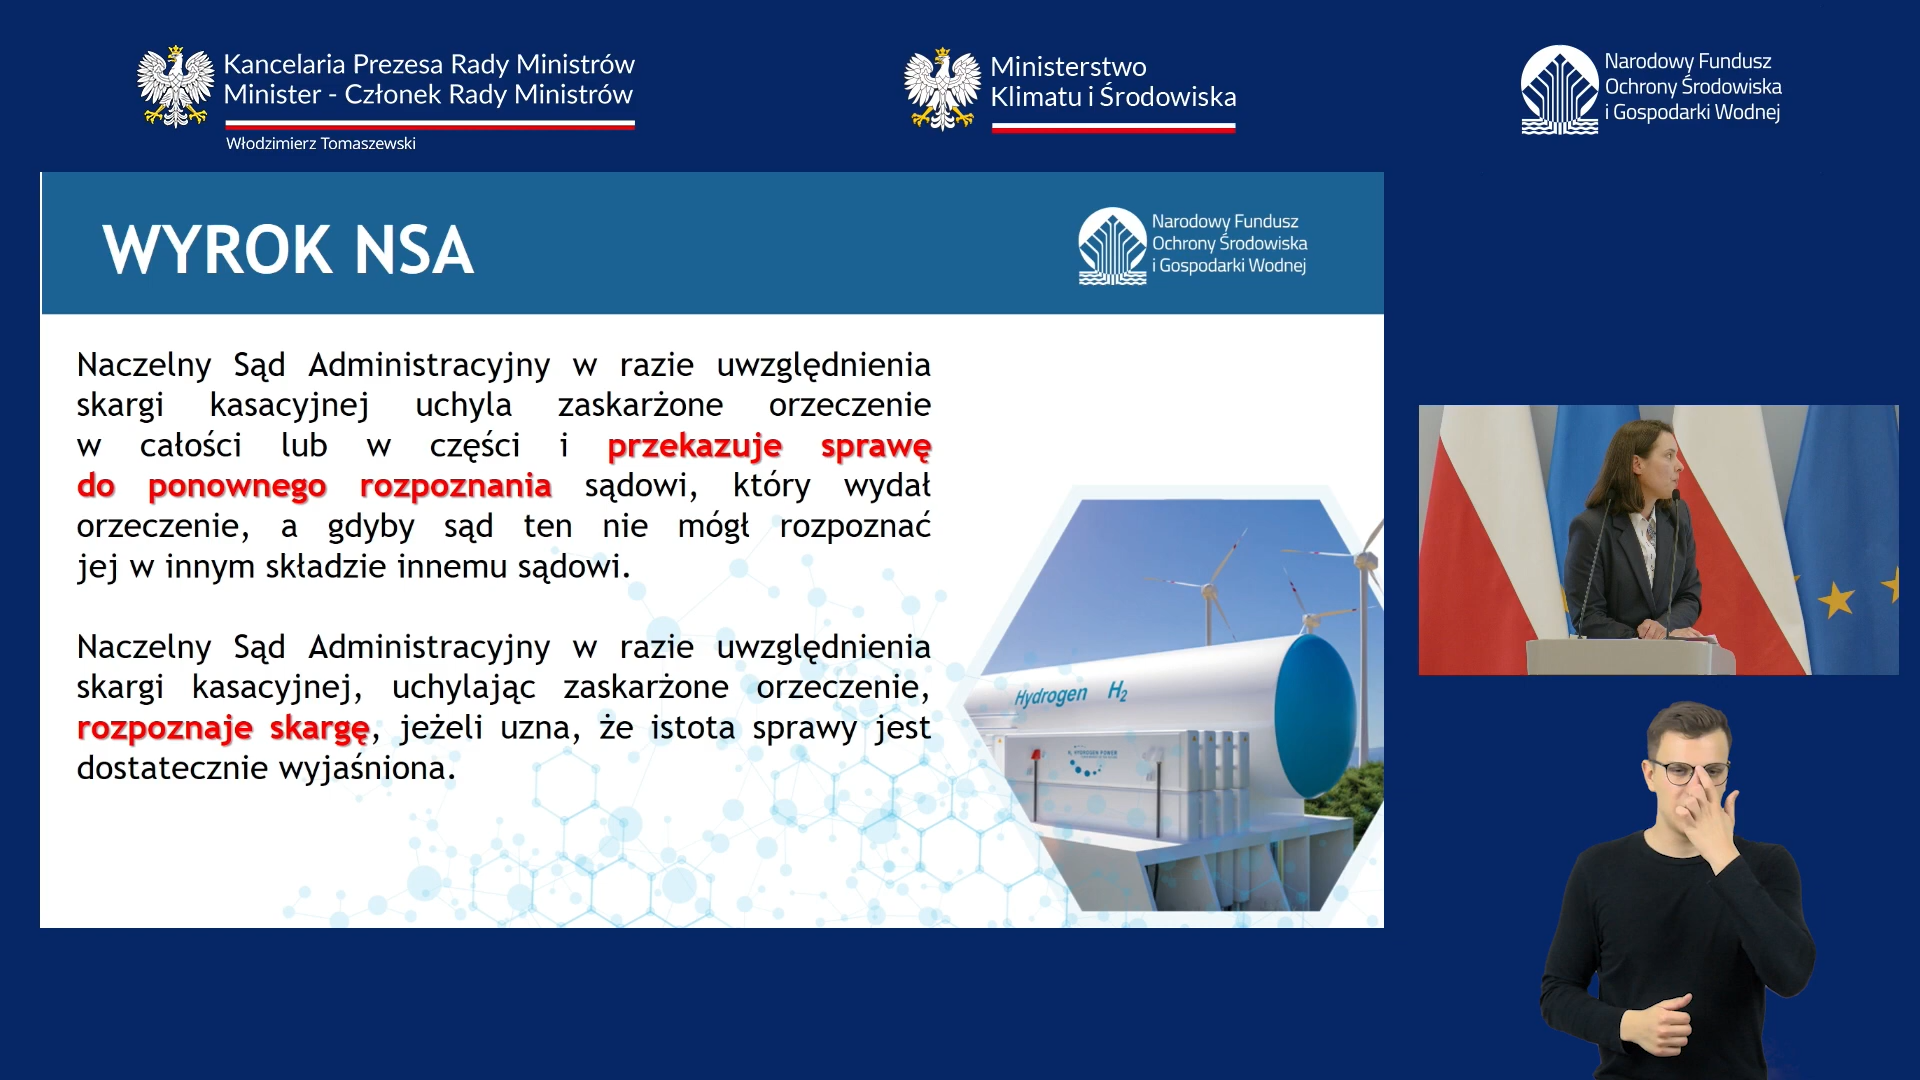 Kancelaria Prezesa Rady Ministrów
Minister - Członek Rady Ministrów
Włodzimierz Tomaszewski
Ministerstwo
Klimatu i Środowiska
Narodowy Fundusz
Ochrony Środowiska
i Gospodarki Wodnej
WYROK NSA
Narodowy Fundusz
Ochrony Środowiska
i Gospodarki Wodnej
Naczelny Sąd Administracyjny w razie uwzględnienia
skargi kasacyjnej uchyla zaskarżone orzeczenie
w całości lub w części i przekazuje sprawę
do ponownego rozpoznania sądowi, który wydał
orzeczenie, a gdyby sąd ten nie mógł rozpoznać
jej w innym składzie innemu sądowi.
Naczelny Sąd Administracyjny w razie uwzględnienia
skargi kasacyjnej, uchylając zaskarżone orzeczenie,
rozpoznaje skargę, jeżeli uzna, że istota sprawy jest
dostatecznie wyjaśniona.
Hydrogen H₂
HYDROGEN POWER